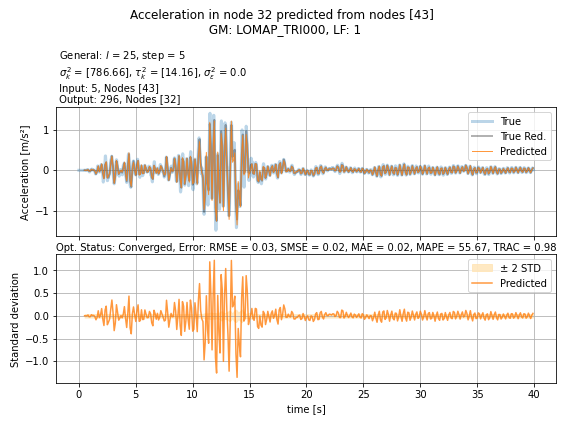 Acceleration in node 32 predicted from nodes [43]
GM: LOMAP_TRI000, LF: 1
General: l = 25, step = 5
σ²ₖ = [786.66], τ²ₖ = [14.16], σ²_ε = 0.0
Input: 5, Nodes [43]
Output: 296, Nodes [32]
Acceleration [m/s²]
1
0
−1
True
True Red.
Predicted
Opt. Status: Converged, Error: RMSE = 0.03, SMSE = 0.02, MAE = 0.02, MAPE = 55.67, TRAC = 0.98
Standard deviation
1.0
0.5
0.0
−0.5
−1.0
± 2 STD
Predicted
0 5 10 15 20 25 30 35 40
time [s]